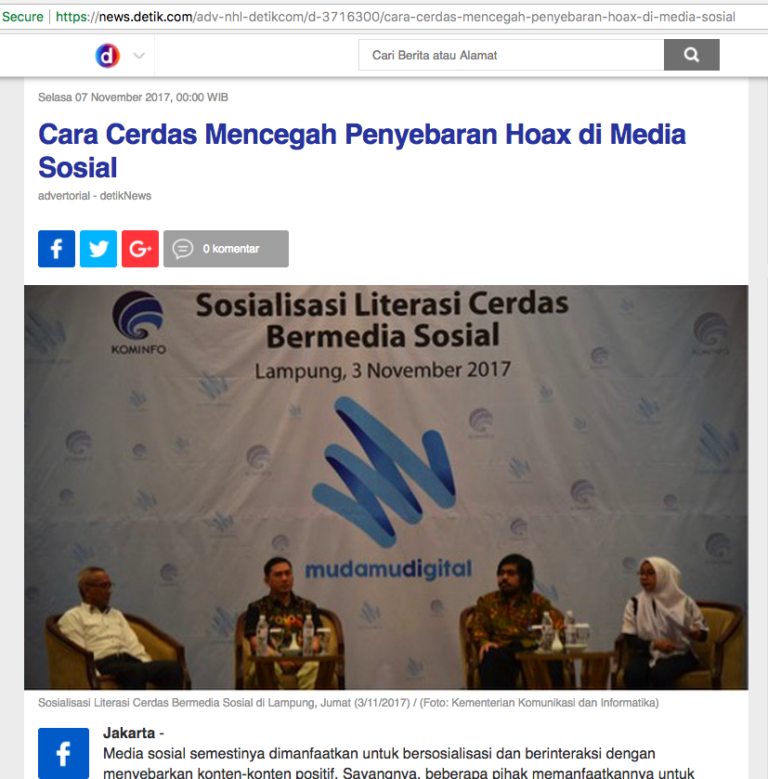 Secure https://news.detik.com/adv-nhl-detikcom/d-3716300/cara-cerdas-mencegah-penyebaran-hoax-di-media-sosial
d
Cari Berita atau Alamat
Selasa 07 November 2017, 00:00 WIB
Cara Cerdas Mencegah Penyebaran Hoax di Media
Sosial
advertorial - detikNews
f
G+
0 komentar
Sosialisasi Literasi Cerdas
Bermedia Sosial
KOMINFO
Lampung, 3 November 2017
mudamudigital
Sosialisasi Literasi Cerdas Bermedia Sosial di Lampung, Jumat (3/11/2017) / (Foto: Kementerian Komunikasi dan Informatika)
f
Jakarta -
Media sosial semestinya dimanfaatkan untuk bersosialisasi dan berinteraksi dengan
menyebarkan konten-konten positif. Sayangnya, beberapa pihak memanfaatkannya untuk